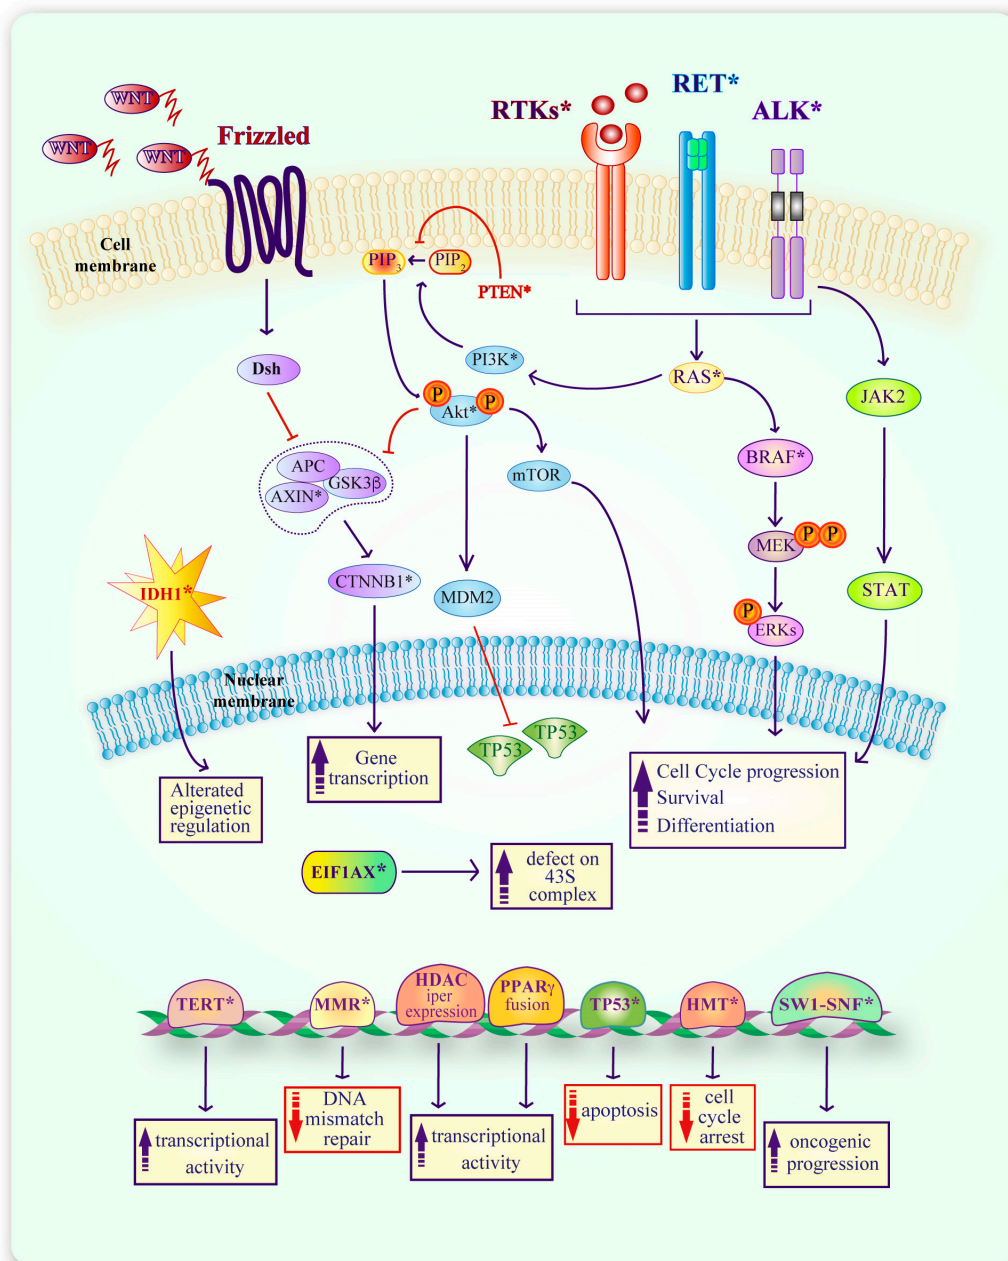 WNT
WNT
WNT
Frizzled
RTKs*
RET*
ALK*
Cell
membrane
PIP3
PIP2
PTEN*
Dsh
PI3K*
RAS*
JAK2
P
Akt*
P
BRAF*
APC
GSK3β
AXIN*
mTOR
MEK
P
P
IDH1*
CTNNB1*
MDM2
STAT
P
ERKs
Nuclear
membrane
TP53
TP53
Gene
transcription
Cell Cycle progression
Survival
Differentiation
Alterated
epigenetic
regulation
EIF1AX*
defect on
43S
complex
TERT*
MMR*
HDAC
iper
expression
PPARγ
fusion
TP53*
HMT*
SW1-SNF*
transcriptional
activity
DNA
mismatch
repair
transcriptional
activity
apoptosis
cell
cycle
arrest
oncogenic
progression